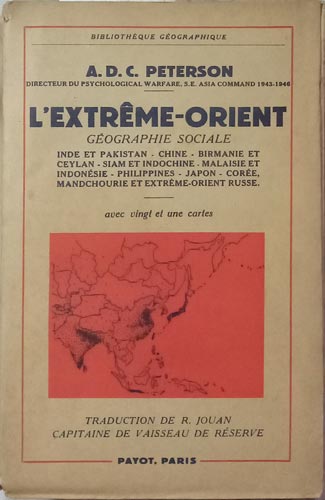 BIBLIOTHÈQUE GÉOGRAPHIQUE
A. D. C. PETERSON
DIRECTEUR DU PSYCHOLOGICAL WARFARE, S.E. ASIA COMMAND 1943-1946
L'EXTRÊME-ORIENT
GÉOGRAPHIE SOCIALE
INDE ET PAKISTAN - CHINE - BIRMANIE ET
CEYLAN - SIAM ET INDOCHINE - MALAISIE ET
INDONÉSIE - PHILIPPINES - JAPON - CORÉE,
MANDCHOURIE ET EXTRÊME-ORIENT RUSSE.
avec vingt et une cartes
TRADUCTION DE R. JOUAN
CAPITAINE DE VAISSEAU DE RÉSERVE
PAYOT, PARIS